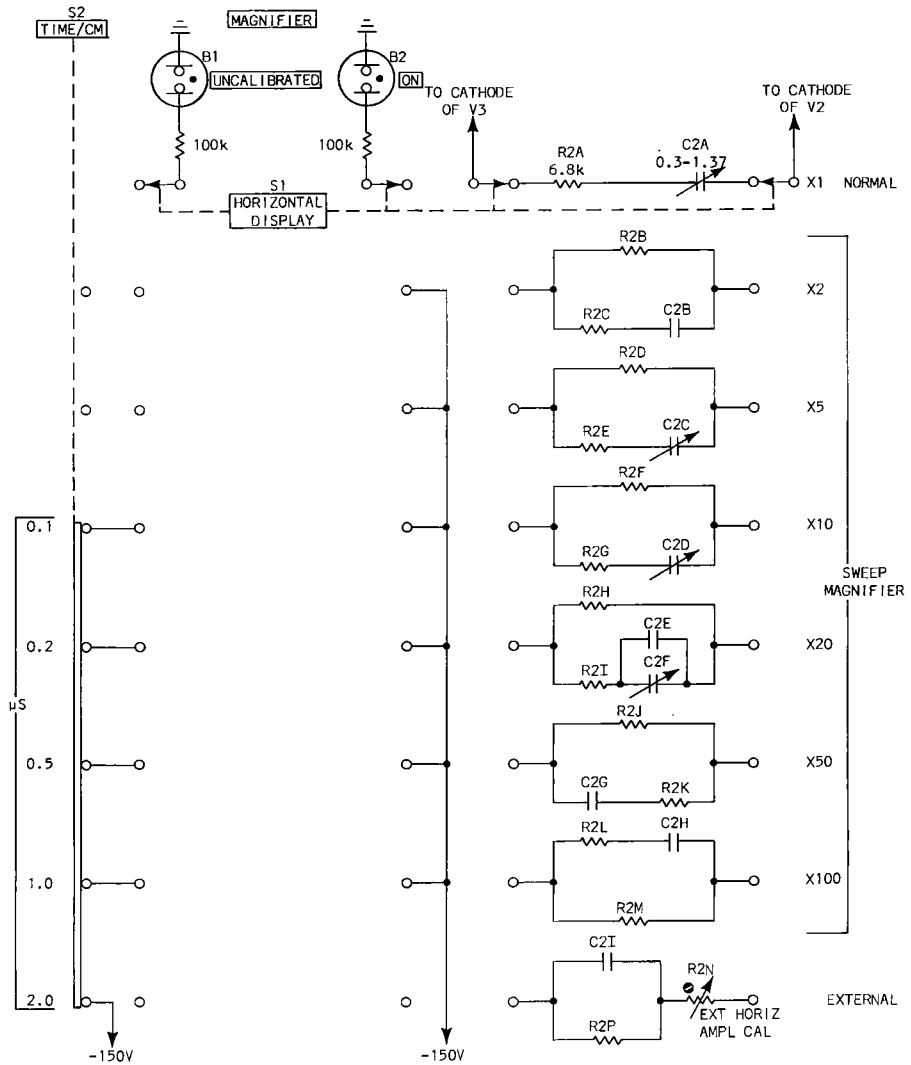 S2
TIME/CM
MAGNIFIER
B1
UNCALIBRATED
B2
ON
TO CATHODE
OF V3
TO CATHODE
OF V2
100k
100k
R2A
6.8k
C2A
0.3-1.37
X1 NORMAL
S1
HORIZONTAL
DISPLAY
R2B
X2
R2C
C2B
R2D
X5
R2E
C2C
R2F
0.1
X10
R2G
C2D
SWEEP
MAGNIFIER
R2H
C2E
0.2
X20
R2I
C2F
µS
R2J
0.5
X50
C2G
R2K
R2L
C2H
1.0
X100
R2M
C2I
R2N
2.0
EXTERNAL
EXT HORIZ
AMPL CAL
R2P
-150V
-150V